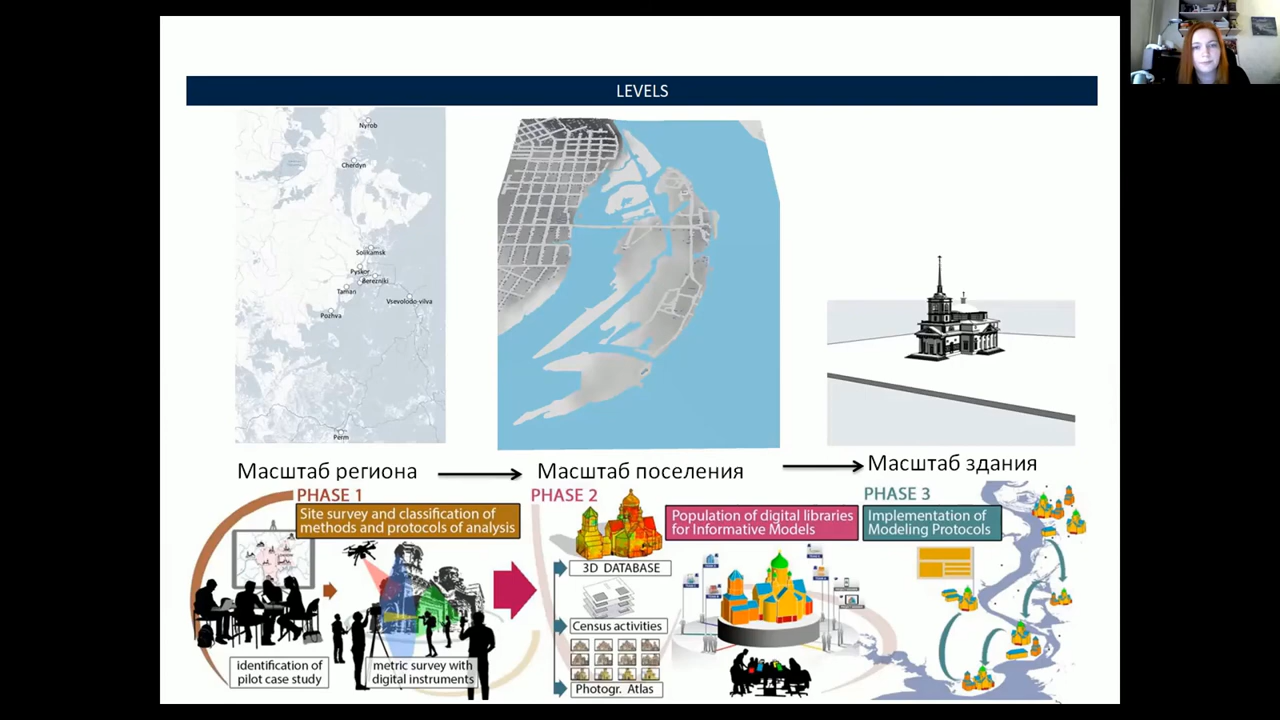 LEVELS
Nyrob
Cherdyn
Solikamsk
Pyskor
Berezniki
Taman
Vsevolodo-vilva
Pozhva
Perm
Масштаб региона
Масштаб поселения
Масштаб здания
PHASE 1
Site survey and classification of
methods and protocols of analysis
identification of
pilot case study
metric survey with
digital instruments
PHASE 2
Population of digital libraries
for Informative Models
3D DATABASE
Census activities
Photogr. Atlas
PHASE 3
Implementation of
Modeling Protocols